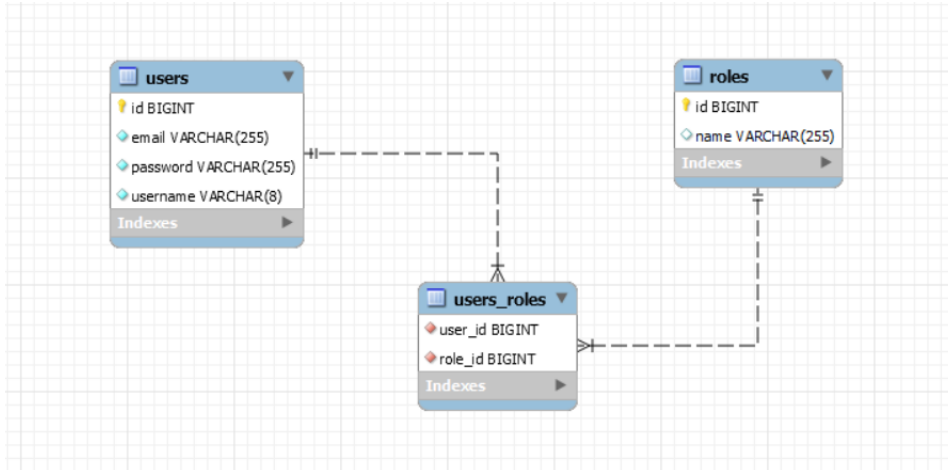 users
id BIGINT
email VARCHAR(255)
password VARCHAR(255)
username VARCHAR(8)
Indexes
roles
id BIGINT
name VARCHAR(255)
Indexes
users_roles
user_id BIGINT
role_id BIGINT
Indexes